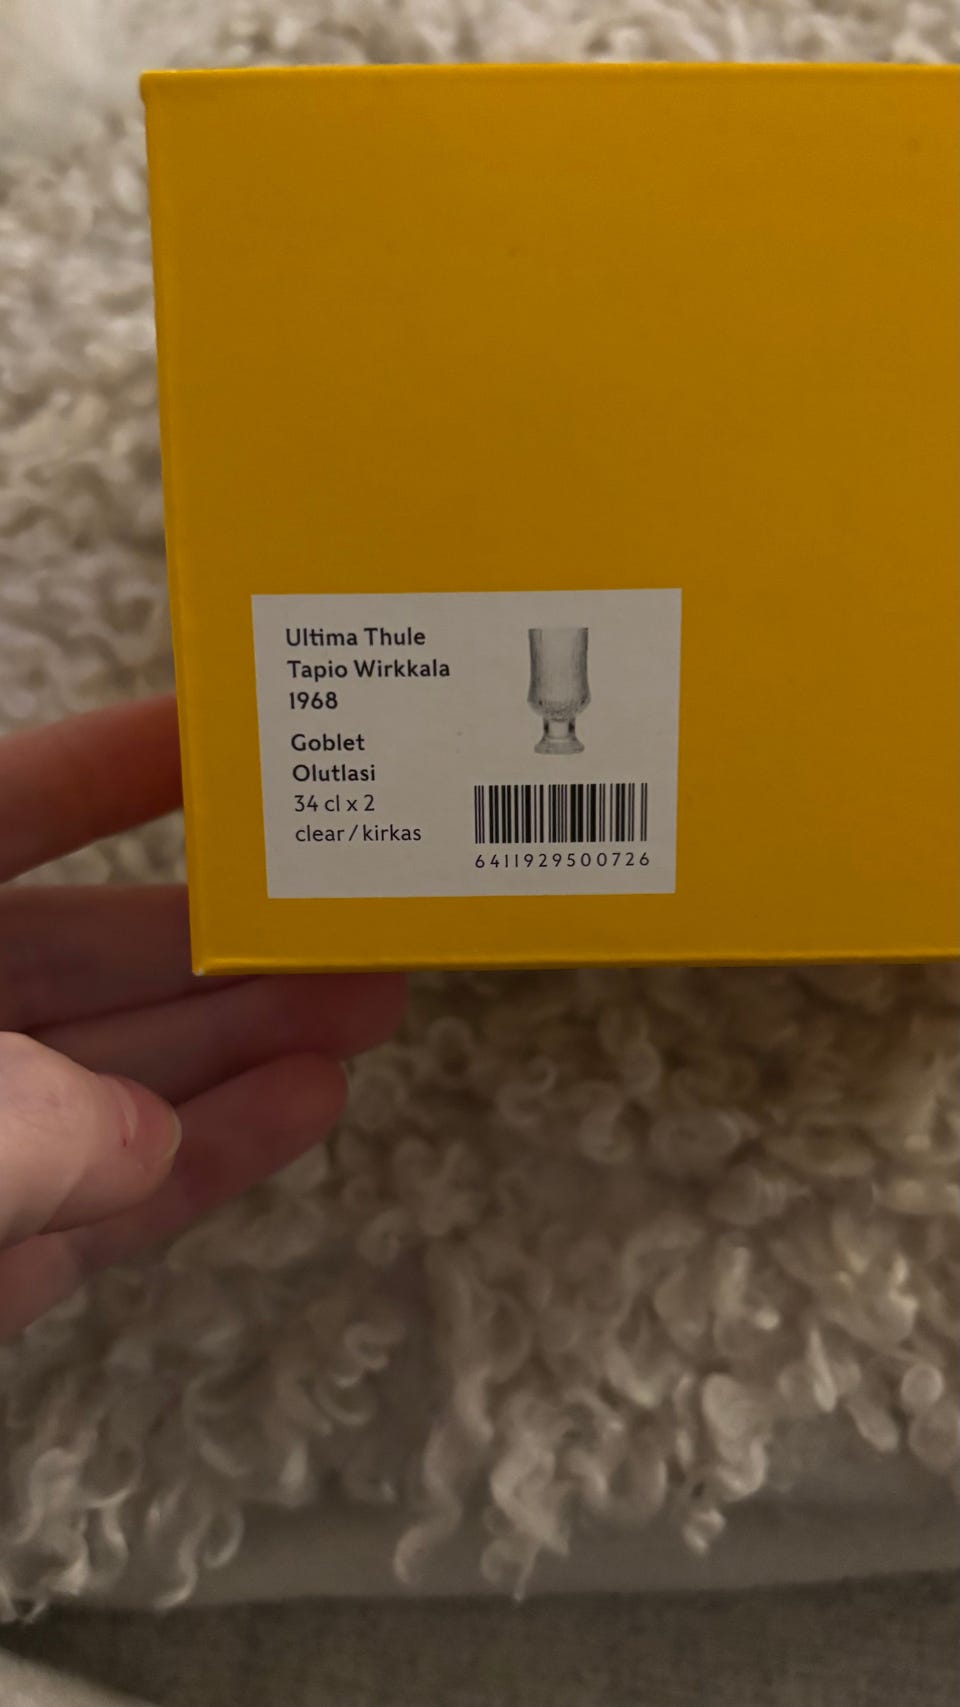 Ultima Thule
Tapio Wirkkala
1968
Goblet
Olutlasi
34 cl x 2
clear / kirkas
6411929500726